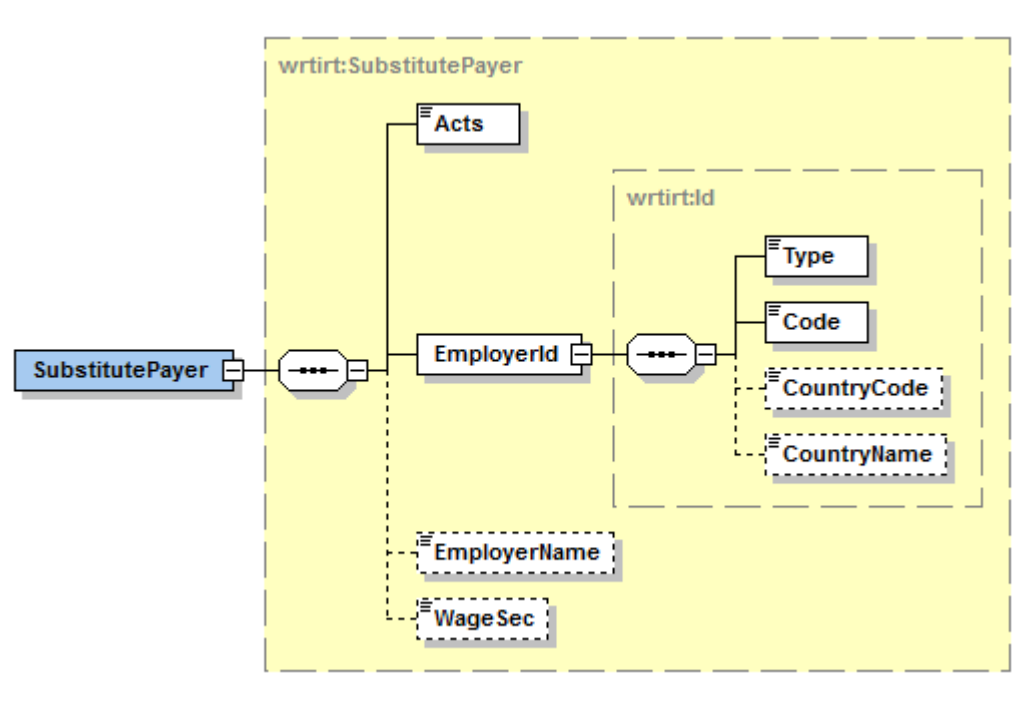 wrtirt:SubstitutePayer
Acts
wrtirt:Id
Type
Code
SubstitutePayer
EmployerId
CountryCode
CountryName
EmployerName
WageSec